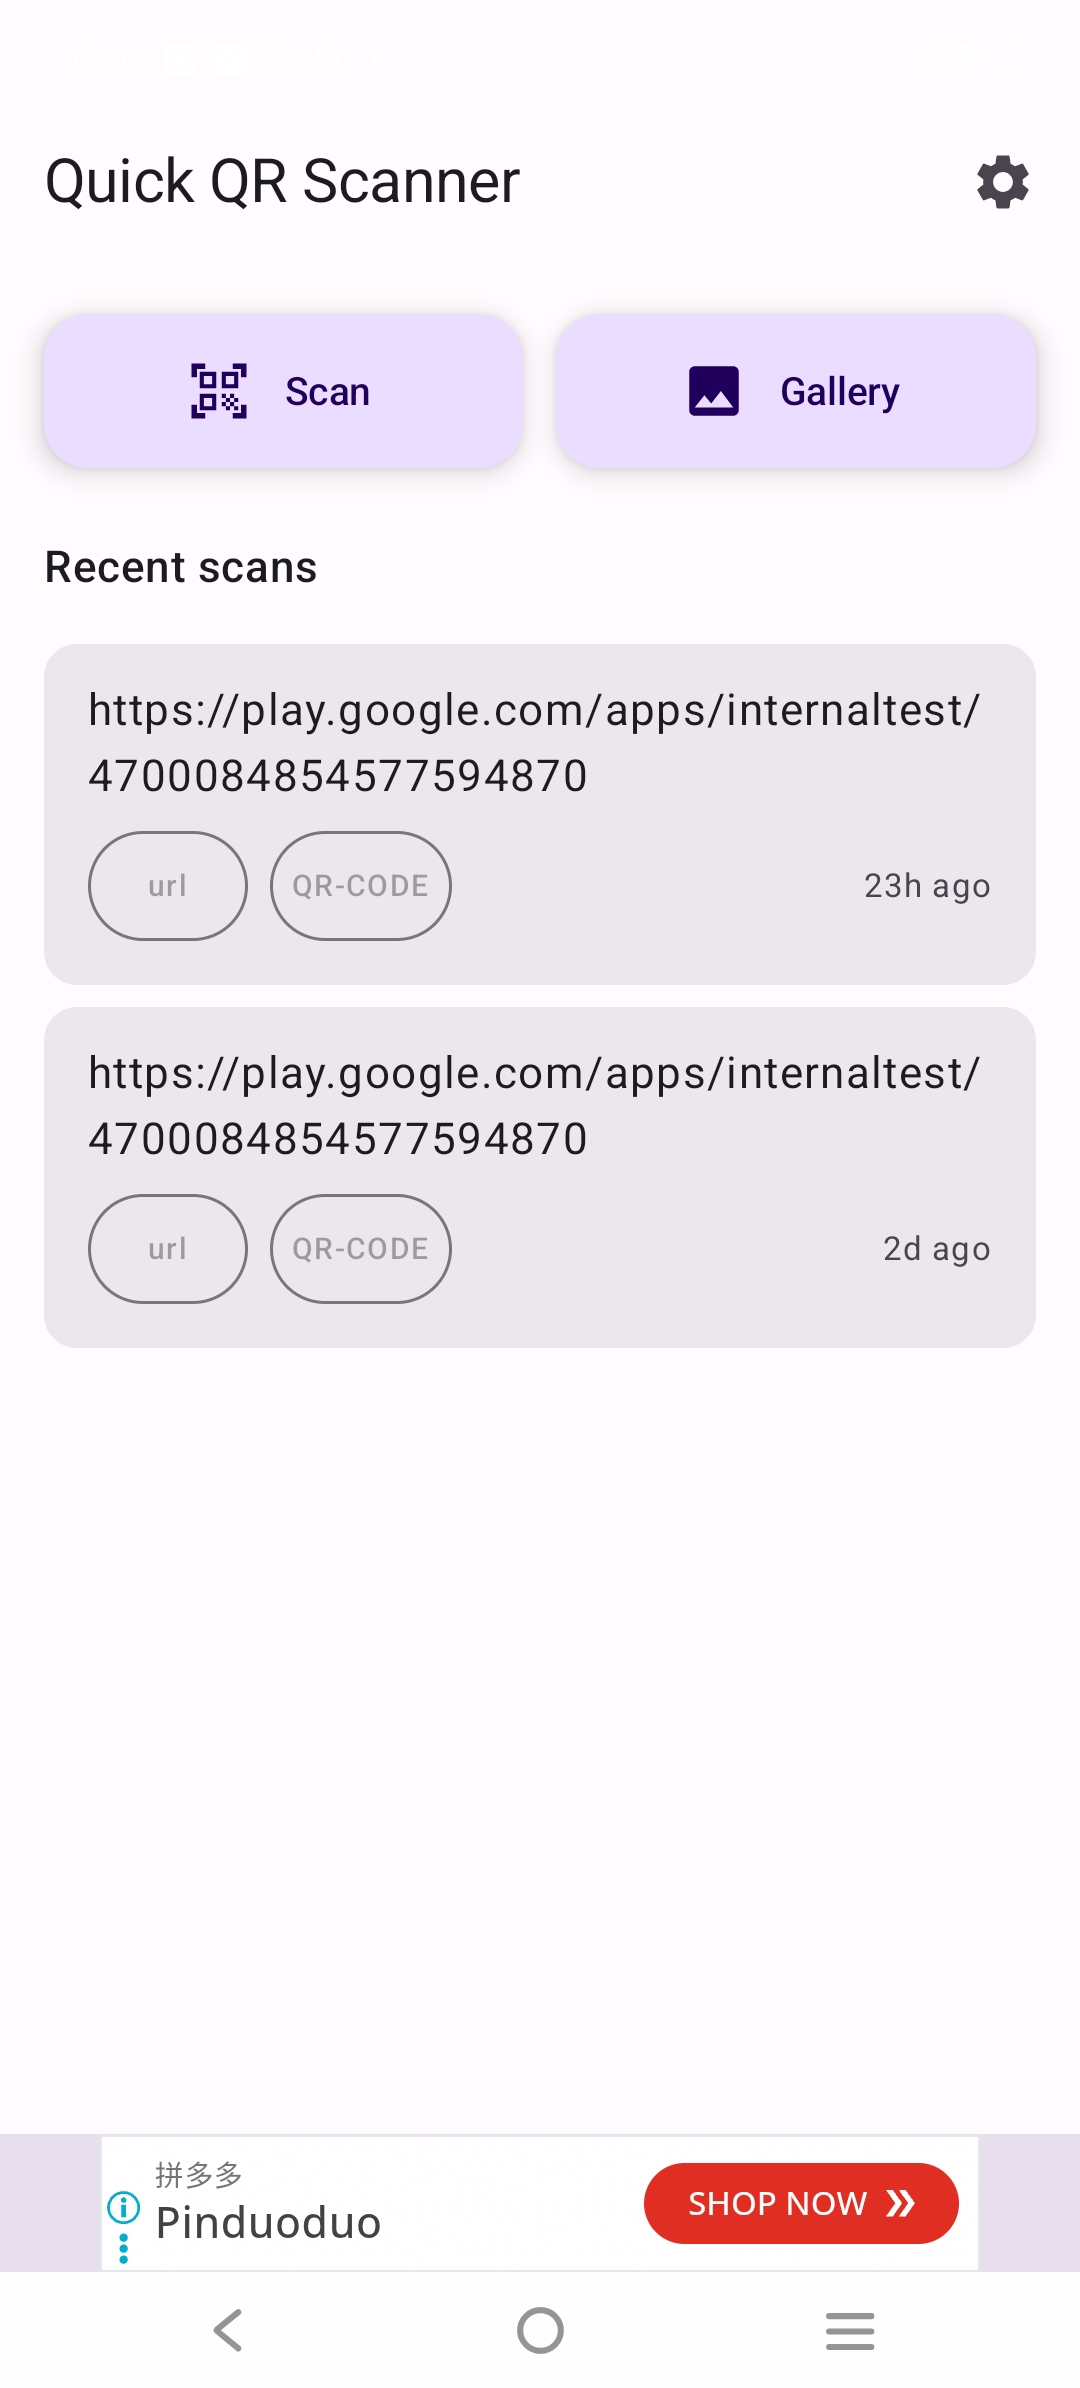 Quick QR Scanner
Scan
Gallery
Recent scans
https://play.google.com/apps/internaltest/
4700084854577594870
url
QR-CODE
23h ago
https://play.google.com/apps/internaltest/
4700084854577594870
url
QR-CODE
2d ago
拼多多
Pinduoduo
SHOP NOW